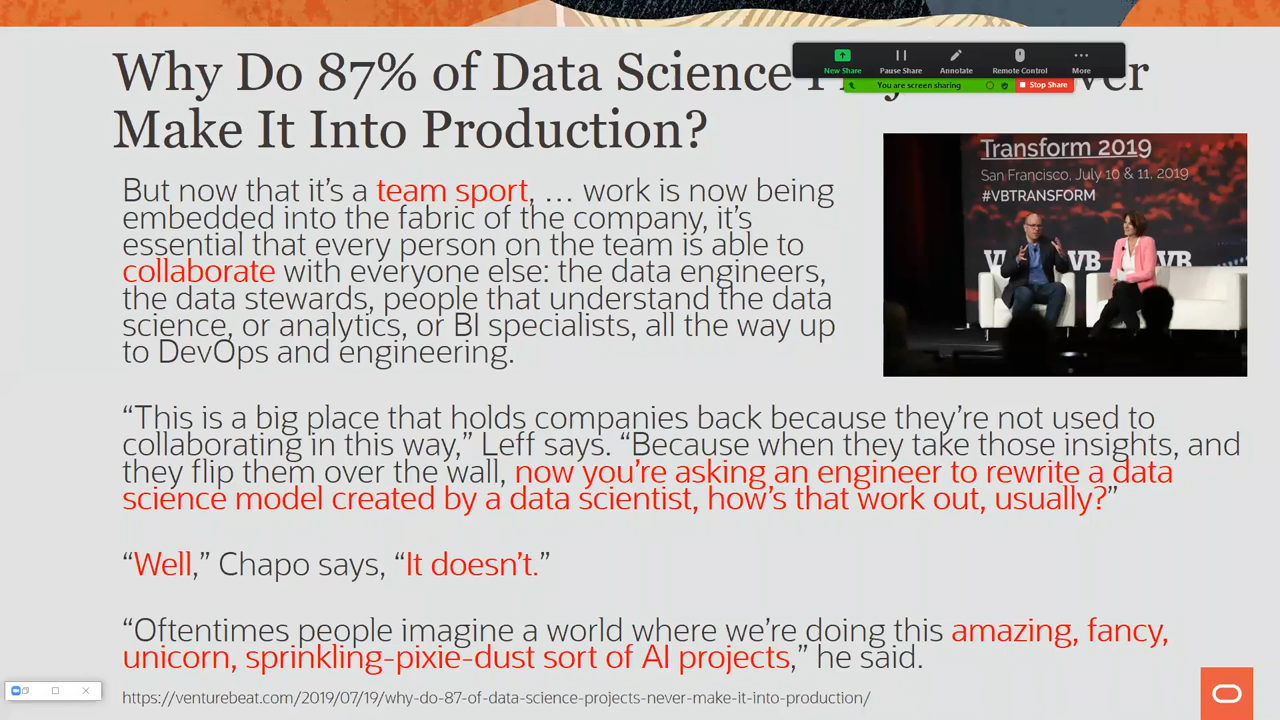 Why Do 87% of Data Science
New Share
Pause Share
Annotate
Remote Control
More
You are screen sharing
Stop Share
Make It Into Production?
Transform 2019
San Francisco, July 10 & 11, 2019
#VBTRANSFORM
VB
VB
But now that it's a team sport, … work is now being
embedded into the fabric of the company, it's
essential that every person on the team is able to
collaborate with everyone else: the data engineers,
the data stewards, people that understand the data
science, or analytics, or BI specialists, all the way up
to DevOps and engineering.
“This is a big place that holds companies back because they're not used to
collaborating in this way,” Leff says. “Because when they take those insights, and
they flip them over the wall, now you're asking an engineer to rewrite a data
science model created by a data scientist, how's that work out, usually?”
“Well,” Chapo says, “It doesn't.”
“Oftentimes people imagine a world where we're doing this amazing, fancy,
unicorn, sprinkling-pixie-dust sort of AI projects,” he said.
https://venturebeat.com/2019/07/19/why-do-87-of-data-science-projects-never-make-it-into-production/